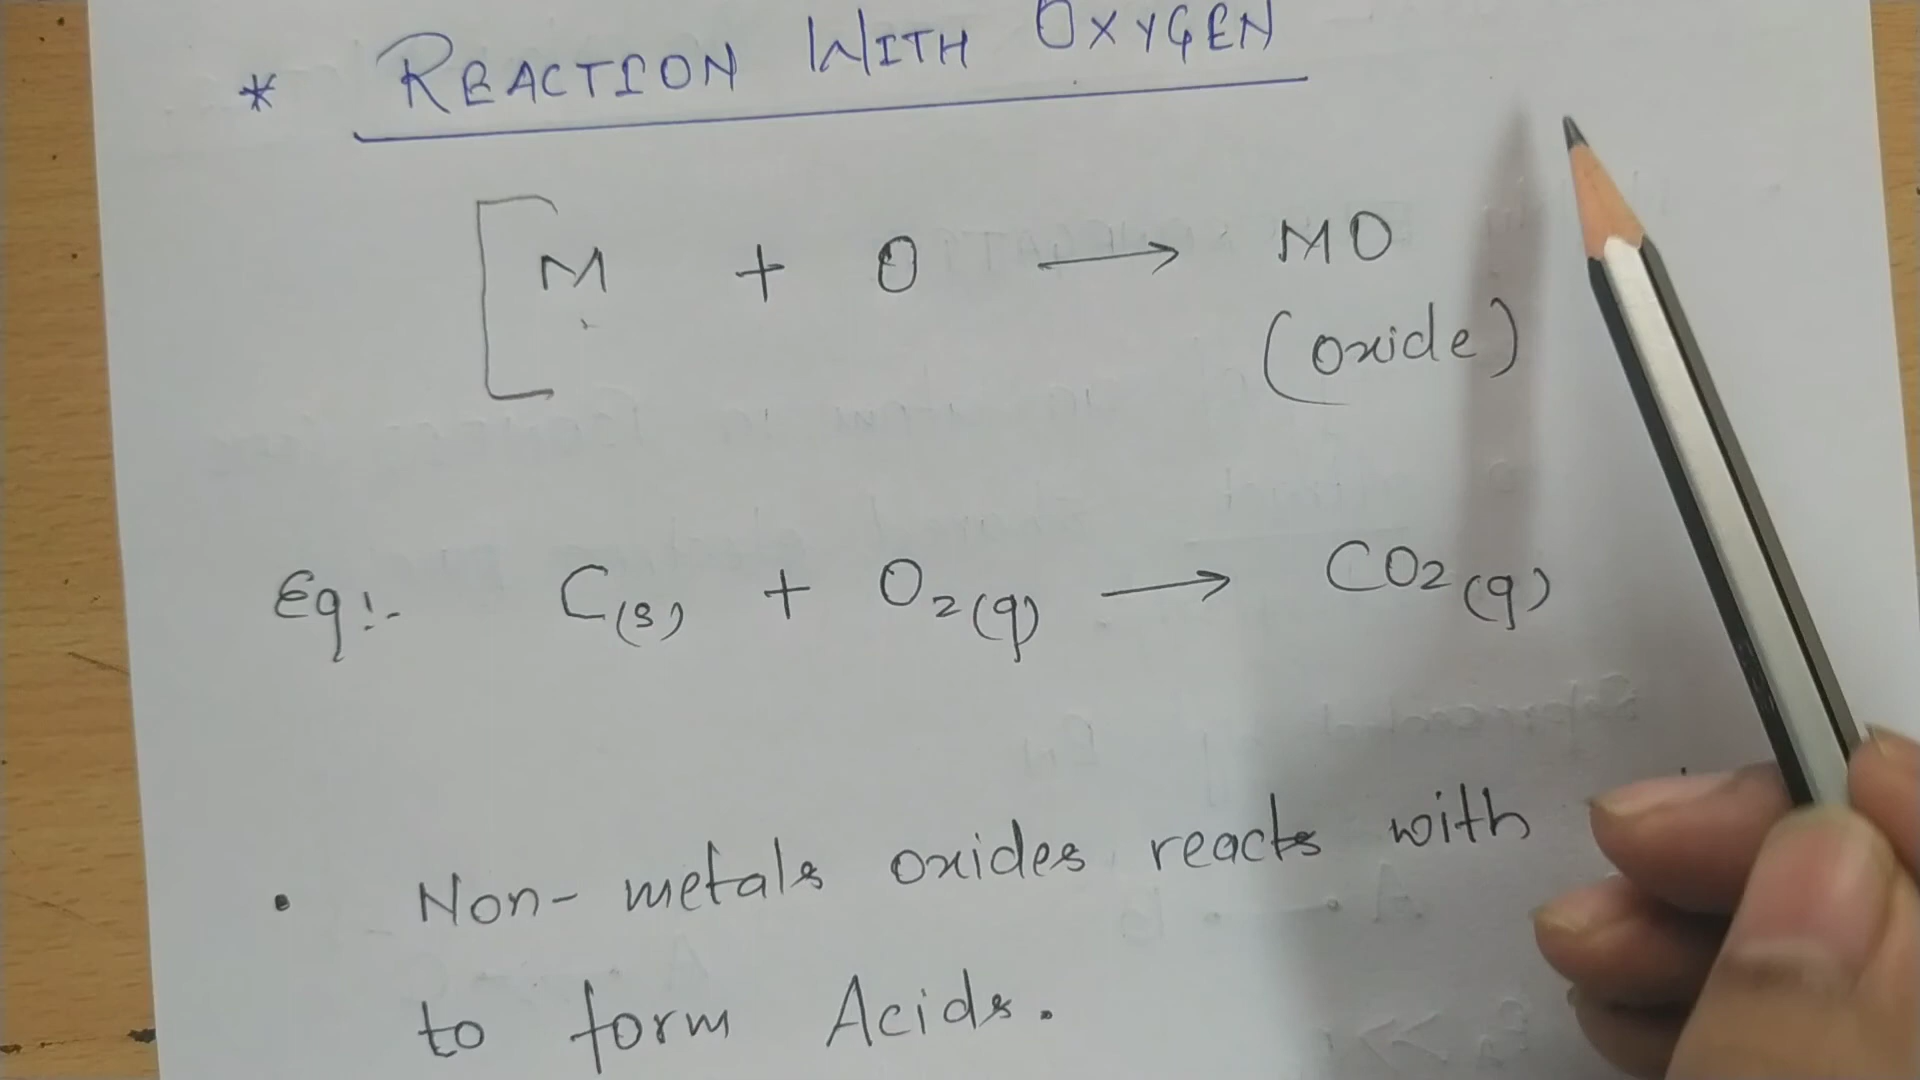 * REACTION WITH OXYGEN
M + O → MO
(oxide)
Eg:- C(s) + O2(g) → CO2(g)
• Non-metals oxides reacts with
to form Acids.